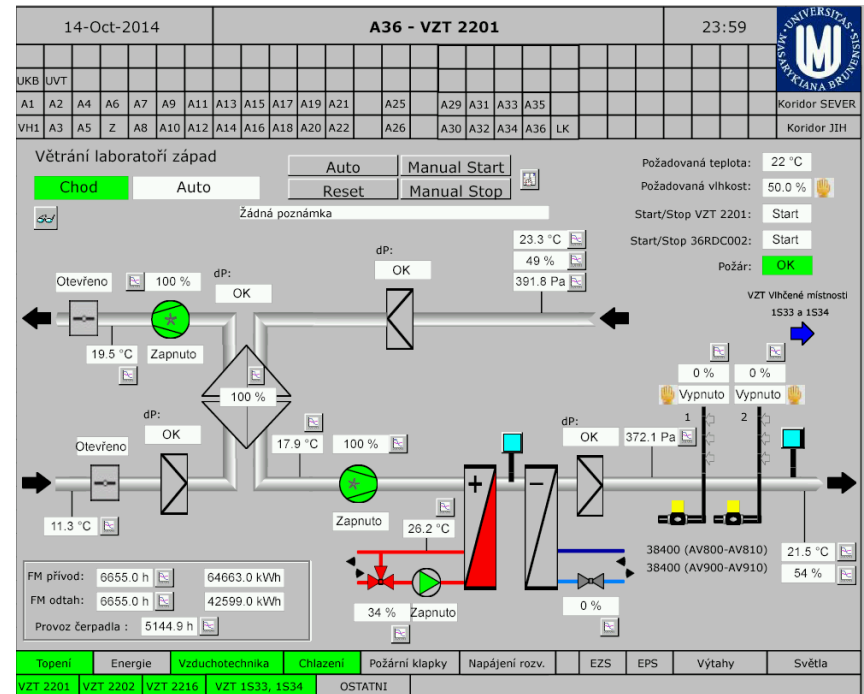 14-Oct-2014 A36 - VZT 2201 23:59
UKB UVT
A1 A2 A4 A6 A7 A9 A11 A13 A15 A17 A19 A21 A25 A29 A31 A33 A35 Koridor SEVER
VH1 A3 A5 Z A8 A10 A12 A14 A16 A18 A20 A22 A26 A30 A32 A34 A36 LK Koridor JIH
UNIVERSITAS MASARYKIANA BRUNENSIS
Větrání laboratoří západ
Chod Auto
Auto Manual Start
Reset Manual Stop
Žádná poznámka
Požadovaná teplota: 22 °C
Požadovaná vlhkost: 50.0 %
Start/Stop VZT 2201: Start
Start/Stop 36RDC002: Start
Požár: OK
VZT Vlhčené místnosti
1S33 a 1S34
23.3 °C
49 %
391.8 Pa
dP:
OK
dP:
OK
Otevřeno 100 %
19.5 °C Zapnuto
100 %
0 % 0 %
Vypnuto Vypnuto
1 2
dP:
OK
Otevřeno
11.3 °C
17.9 °C 100 %
Zapnuto
dP:
OK 372.1 Pa
+ −
26.2 °C
34 % Zapnuto
0 %
38400 (AV800-AV810)
38400 (AV900-AV910)
21.5 °C
54 %
FM přívod: 6655.0 h 64663.0 kWh
FM odtah: 6655.0 h 42599.0 kWh
Provoz čerpadla : 5144.9 h
Topení Energie Vzduchotechnika Chlazení Požární klapky Napájení rozv. EZS EPS Výtahy Světla
VZT 2201 VZT 2202 VZT 2216 VZT 1S33, 1S34 OSTATNI